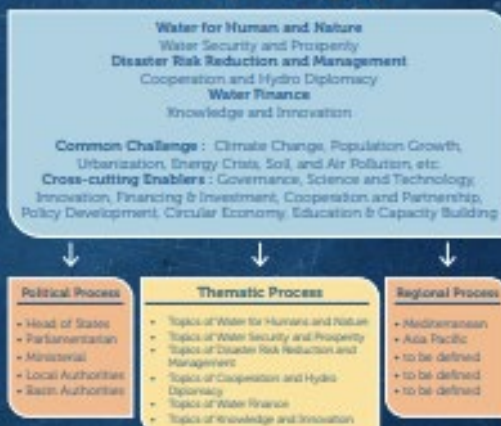 Water for Human and Nature
Water Security and Prosperity
Disaster Risk Reduction and Management
Cooperation and Hydro Diplomacy
Water Finance
Knowledge and Innovation
Common Challenge : Climate Change, Population Growth,
Urbanization, Energy Crisis, Soil, and Air Pollution, etc.
Cross-cutting Enablers : Governance, Science and Technology,
Innovation, Financing & Investment, Cooperation and Partnership,
Policy Development, Circular Economy, Education & Capacity Building
Political Process
• Head of States
• Parliamentarian
• Ministerial
• Local Authorities
• Basin Authorities
Thematic Process
• Topics of Water for Humans and Nature
• Topics of Water Security and Prosperity
• Topics of Disaster Risk Reduction and
Management
• Topics of Cooperation and Hydro
Diplomacy
• Topics of Water Finance
• Topics of Knowledge and Innovation
Regional Process
• Mediterranean
• Asia Pacific
• to be defined
• to be defined
• to be defined